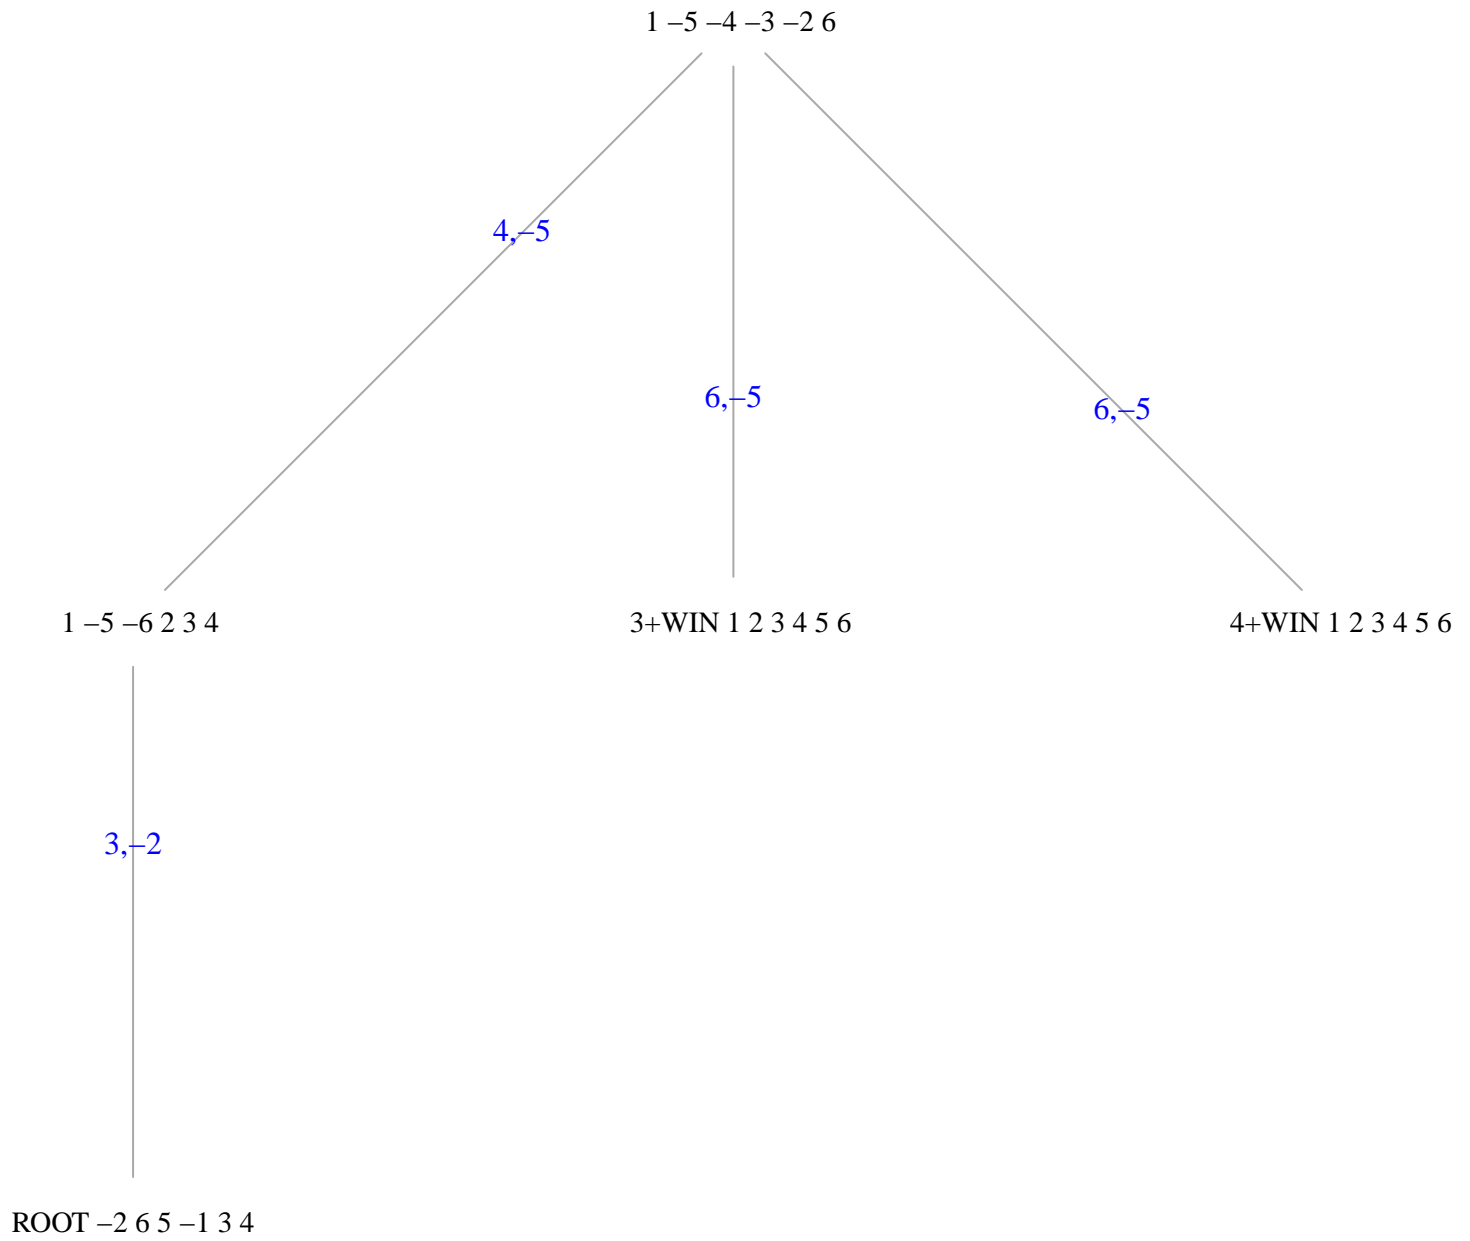 1 –5 –4 –3 –2 6
4,–5
6,–5
6,–5
1 –5 –6 2 3 4
3+WIN 1 2 3 4 5 6
4+WIN 1 2 3 4 5 6
3,–2
ROOT –2 6 5 –1 3 4